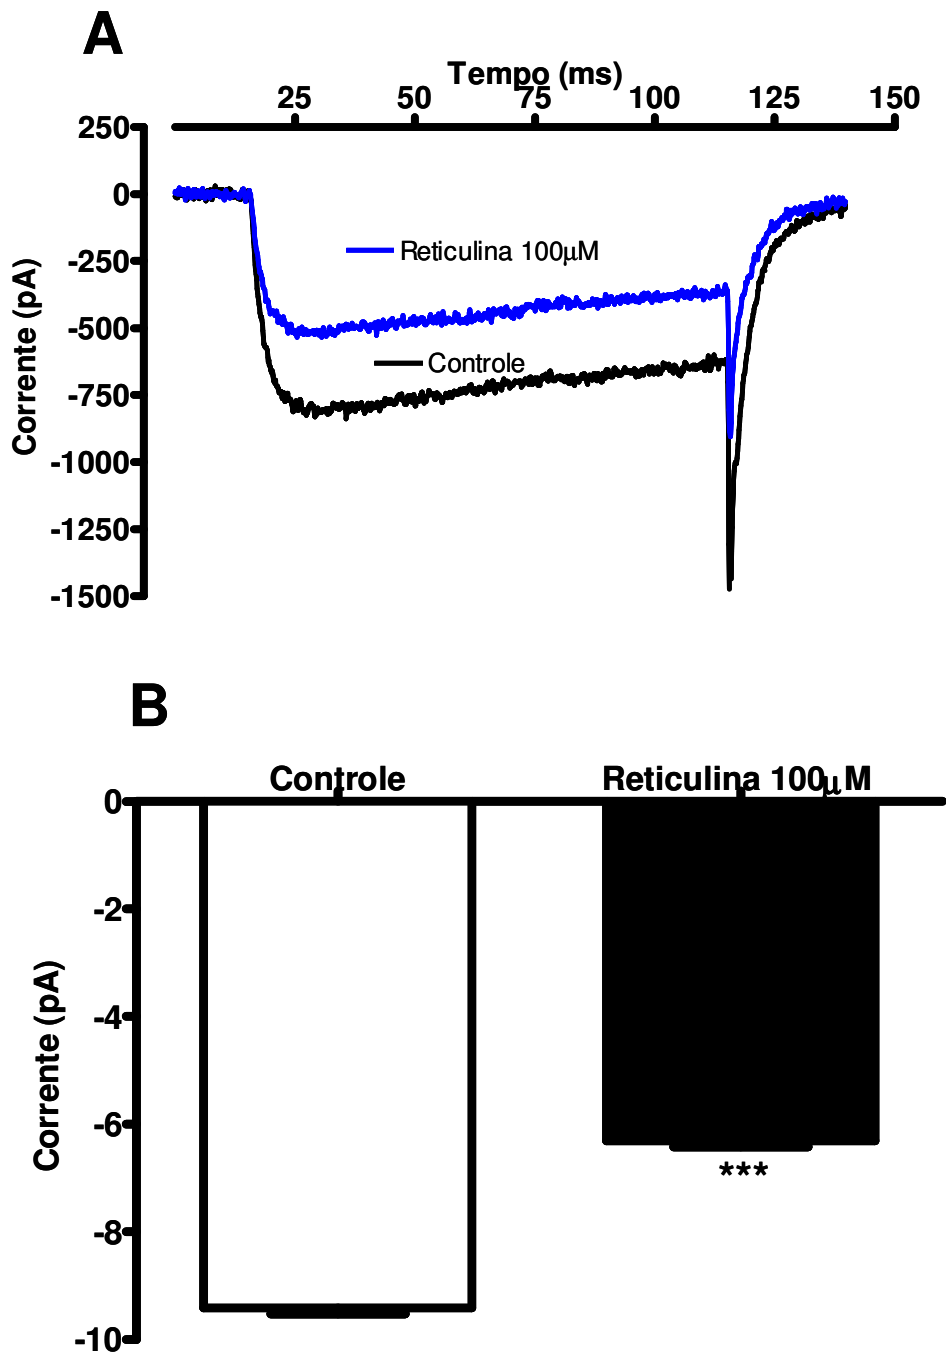 A
Tempo (ms)
25 50 75 100 125 150
250
0
-250
-500
-750
-1000
-1250
-1500
Corrente (pA)
Reticulina 100µM
Controle
B
Controle Reticulina 100µM
0
-2
-4
-6
-8
-10
Corrente (pA)
***